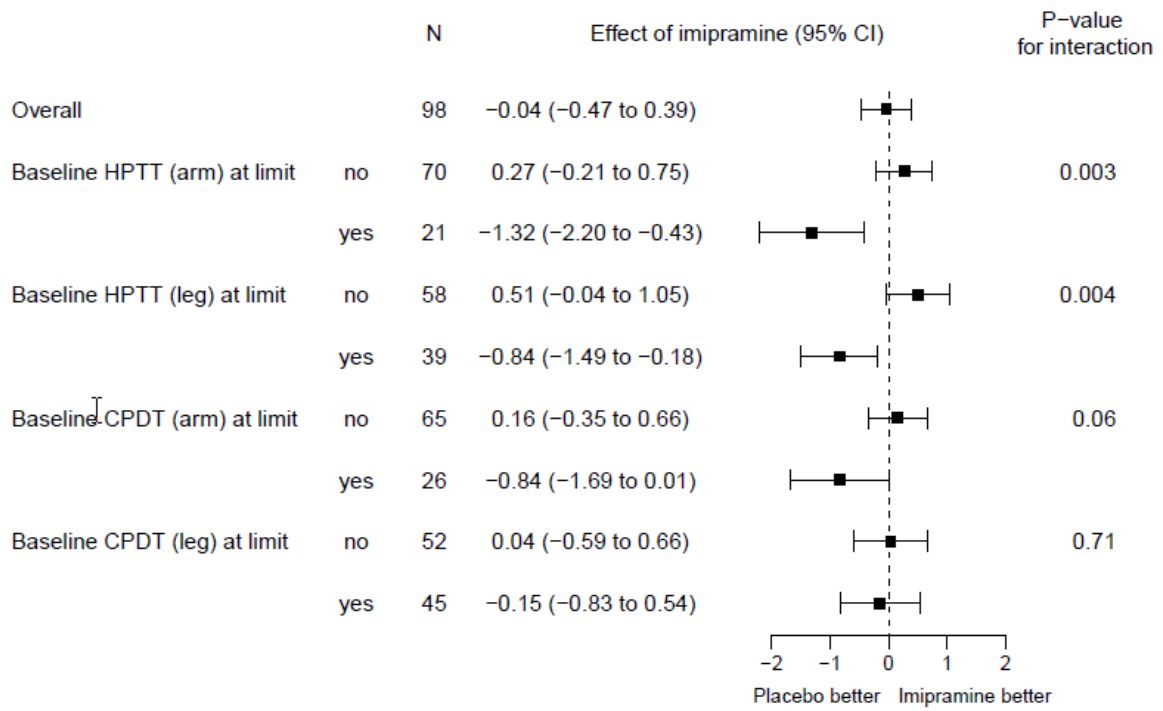 N Effect of imipramine (95% CI) P−value for interaction
Overall 98 −0.04 (−0.47 to 0.39)
Baseline HPTT (arm) at limit no 70 0.27 (−0.21 to 0.75) 0.003
yes 21 −1.32 (−2.20 to −0.43)
Baseline HPTT (leg) at limit no 58 0.51 (−0.04 to 1.05) 0.004
yes 39 −0.84 (−1.49 to −0.18)
Baseline CPDT (arm) at limit no 65 0.16 (−0.35 to 0.66) 0.06
yes 26 −0.84 (−1.69 to 0.01)
Baseline CPDT (leg) at limit no 52 0.04 (−0.59 to 0.66) 0.71
yes 45 −0.15 (−0.83 to 0.54)
−2 −1 0 1 2
Placebo better Imipramine better